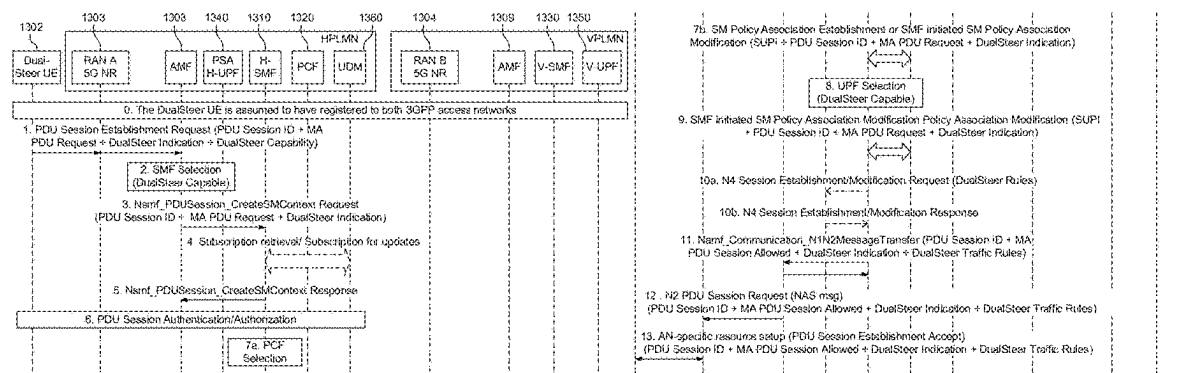 1302
1303
1303
1340
1310
1320
1360
1304
1309
1330
1350
HPLMN
VPLMN
Dual-
Steer UE
RAN A
5G NR
AMF
PSA
H-UPF
H-
SMF
PCF
UDM
RAN B
5G NR
AMF
V-SMF
V-UPF
0. The DualSteer UE is assumed to have registered to both 3GPP access networks
1. PDU Session Establishment Request (PDU Session ID + MA
PDU Request + DualSteer Indication + DualSteer Capability)
2. SMF Selection
(DualSteer Capable)
3. Namf_PDUSession_CreateSMContext Request
(PDU Session ID + MA PDU Request + DualSteer Indication)
4. Subscription retrieval/ Subscription for updates
5. Namf_PDUSession_CreateSMContext Response
6. PDU Session Authentication/Authorization
7a. PCF
Selection
7b. SM Policy Association Establishment or SMF initiated SM Policy Association
Modification (SUPI + PDU Session ID + MA PDU Request + DualSteer Indication)
8. UPF Selection
(DualSteer Capable)
9. SMF initiated SM Policy Association Modification Policy Association Modification (SUPI
+ PDU Session ID + MA PDU Request + DualSteer Indication)
10a. N4 Session Establishment/Modification Request (DualSteer Rules)
10b. N4 Session Establishment/Modification Response
11. Namf_Communication_N1N2MessageTransfer (PDU Session ID + MA
PDU Session Allowed + DualSteer Indication + DualSteer Traffic Rules)
12 . N2 PDU Session Request (NAS msg)
(PDU Session ID + MA PDU Session Allowed + DualSteer Indication + DualSteer Traffic Rules)
13. AN-specific resource setup (PDU Session Establishment Accept)
(PDU Session ID + MA PDU Session Allowed + DualSteer Indication + DualSteer Traffic Rules)